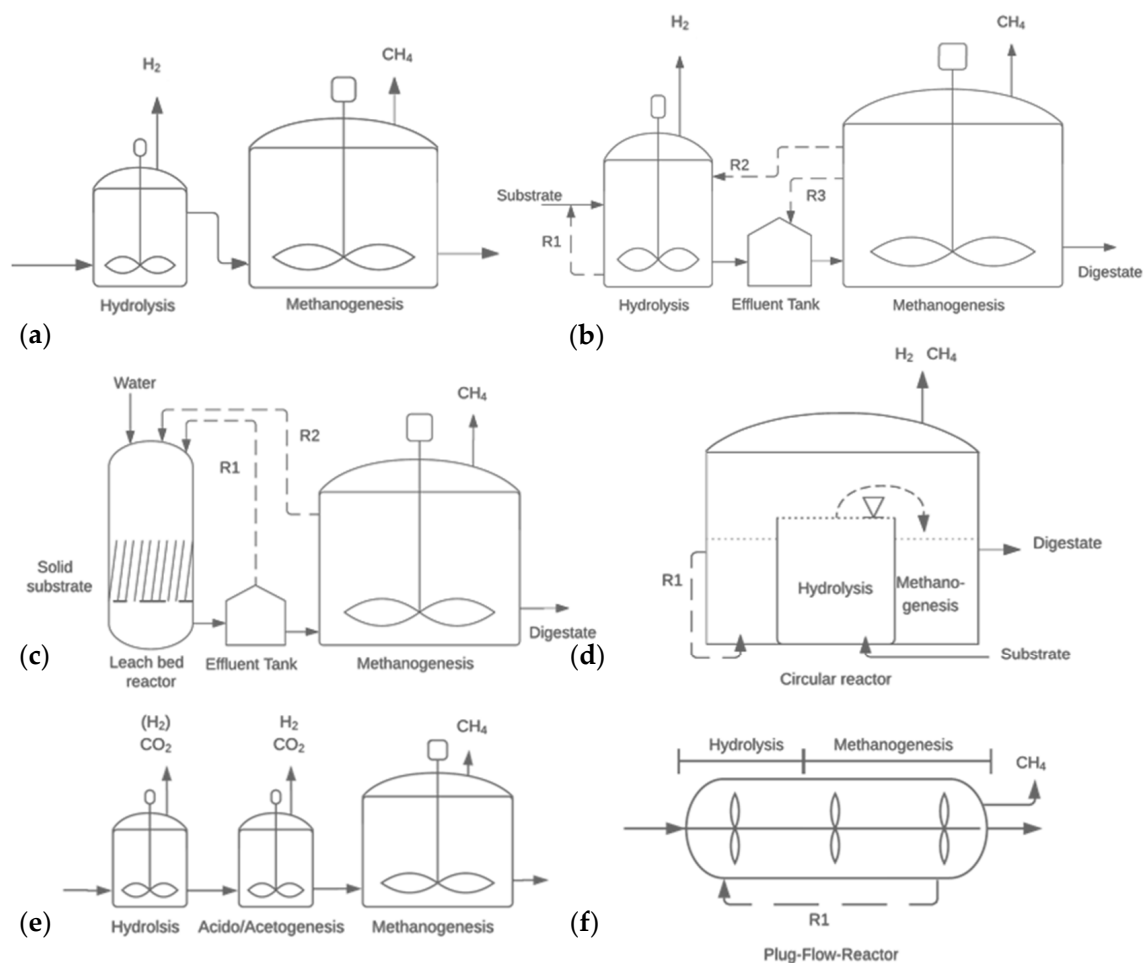 H₂
CH₄
Hydrolysis
Methanogenesis
(a)
H₂
CH₄
Substrate
R1
R2
R3
Hydrolysis
Effluent Tank
Methanogenesis
Digestate
(b)
Water
CH₄
R2
R1
Solid
substrate
Digestate
Leach bed
reactor
Effluent Tank
Methanogenesis
(c)
H₂ CH₄
Digestate
R1
Hydrolysis
Methano-
genesis
Substrate
Circular reactor
(d)
(H₂)
CO₂
H₂
CO₂
CH₄
Hydrolsis
Acido/Acetogenesis
Methanogenesis
(e)
Hydrolysis
Methanogenesis
CH₄
R1
Plug-Flow-Reactor
(f)